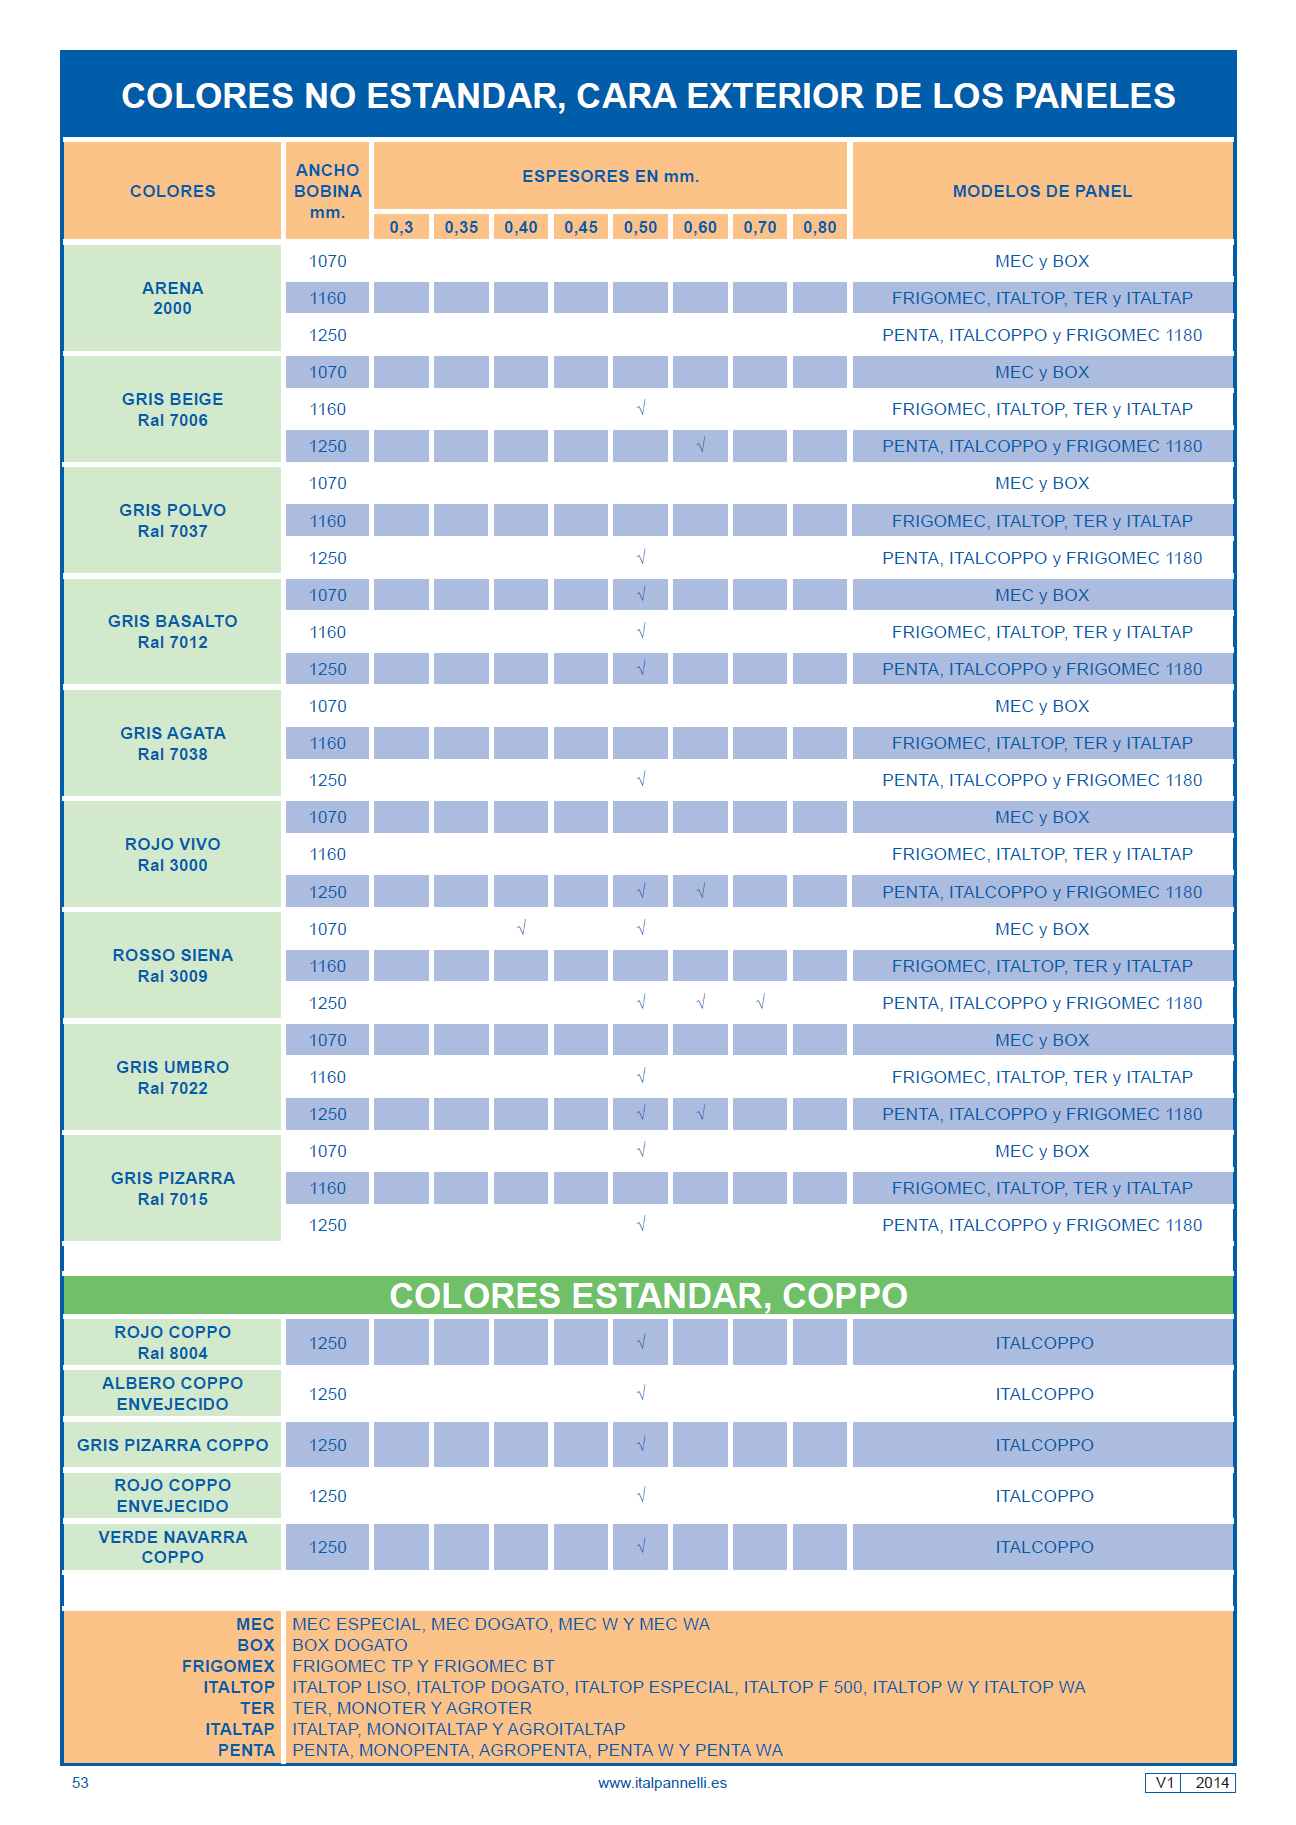 COLORES NO ESTANDAR, CARA EXTERIOR DE LOS PANELES
COLORES
ANCHO
BOBINA
mm.
ESPESORES EN mm.
MODELOS DE PANEL
0,3 0,35 0,40 0,45 0,50 0,60 0,70 0,80
ARENA
2000
1070 MEC y BOX
1160 FRIGOMEC, ITALTOP, TER y ITALTAP
1250 PENTA, ITALCOPPO y FRIGOMEC 1180
GRIS BEIGE
Ral 7006
1070 MEC y BOX
1160 √ FRIGOMEC, ITALTOP, TER y ITALTAP
1250 √ PENTA, ITALCOPPO y FRIGOMEC 1180
GRIS POLVO
Ral 7037
1070 MEC y BOX
1160 FRIGOMEC, ITALTOP, TER y ITALTAP
1250 √ PENTA, ITALCOPPO y FRIGOMEC 1180
GRIS BASALTO
Ral 7012
1070 √ MEC y BOX
1160 √ FRIGOMEC, ITALTOP, TER y ITALTAP
1250 √ PENTA, ITALCOPPO y FRIGOMEC 1180
GRIS AGATA
Ral 7038
1070 MEC y BOX
1160 FRIGOMEC, ITALTOP, TER y ITALTAP
1250 √ PENTA, ITALCOPPO y FRIGOMEC 1180
ROJO VIVO
Ral 3000
1070 MEC y BOX
1160 FRIGOMEC, ITALTOP, TER y ITALTAP
1250 √ √ PENTA, ITALCOPPO y FRIGOMEC 1180
ROSSO SIENA
Ral 3009
1070 √ √ MEC y BOX
1160 FRIGOMEC, ITALTOP, TER y ITALTAP
1250 √ √ √ PENTA, ITALCOPPO y FRIGOMEC 1180
GRIS UMBRO
Ral 7022
1070 MEC y BOX
1160 √ FRIGOMEC, ITALTOP, TER y ITALTAP
1250 √ √ PENTA, ITALCOPPO y FRIGOMEC 1180
GRIS PIZARRA
Ral 7015
1070 √ MEC y BOX
1160 FRIGOMEC, ITALTOP, TER y ITALTAP
1250 √ PENTA, ITALCOPPO y FRIGOMEC 1180
COLORES ESTANDAR, COPPO
ROJO COPPO
Ral 8004
1250 √ ITALCOPPO
ALBERO COPPO
ENVEJECIDO
1250 √ ITALCOPPO
GRIS PIZARRA COPPO 1250 √ ITALCOPPO
ROJO COPPO
ENVEJECIDO
1250 √ ITALCOPPO
VERDE NAVARRA
COPPO
1250 √ ITALCOPPO
MEC MEC ESPECIAL, MEC DOGATO, MEC W Y MEC WA
BOX BOX DOGATO
FRIGOMEX FRIGOMEC TP Y FRIGOMEC BT
ITALTOP ITALTOP LISO, ITALTOP DOGATO, ITALTOP ESPECIAL, ITALTOP F 500, ITALTOP W Y ITALTOP WA
TER TER, MONOTER Y AGROTER
ITALTAP ITALTAP, MONOITALTAP Y AGROITALTAP
PENTA PENTA, MONOPENTA, AGROPENTA, PENTA W Y PENTA WA
53 www.italpannelli.es V1 2014